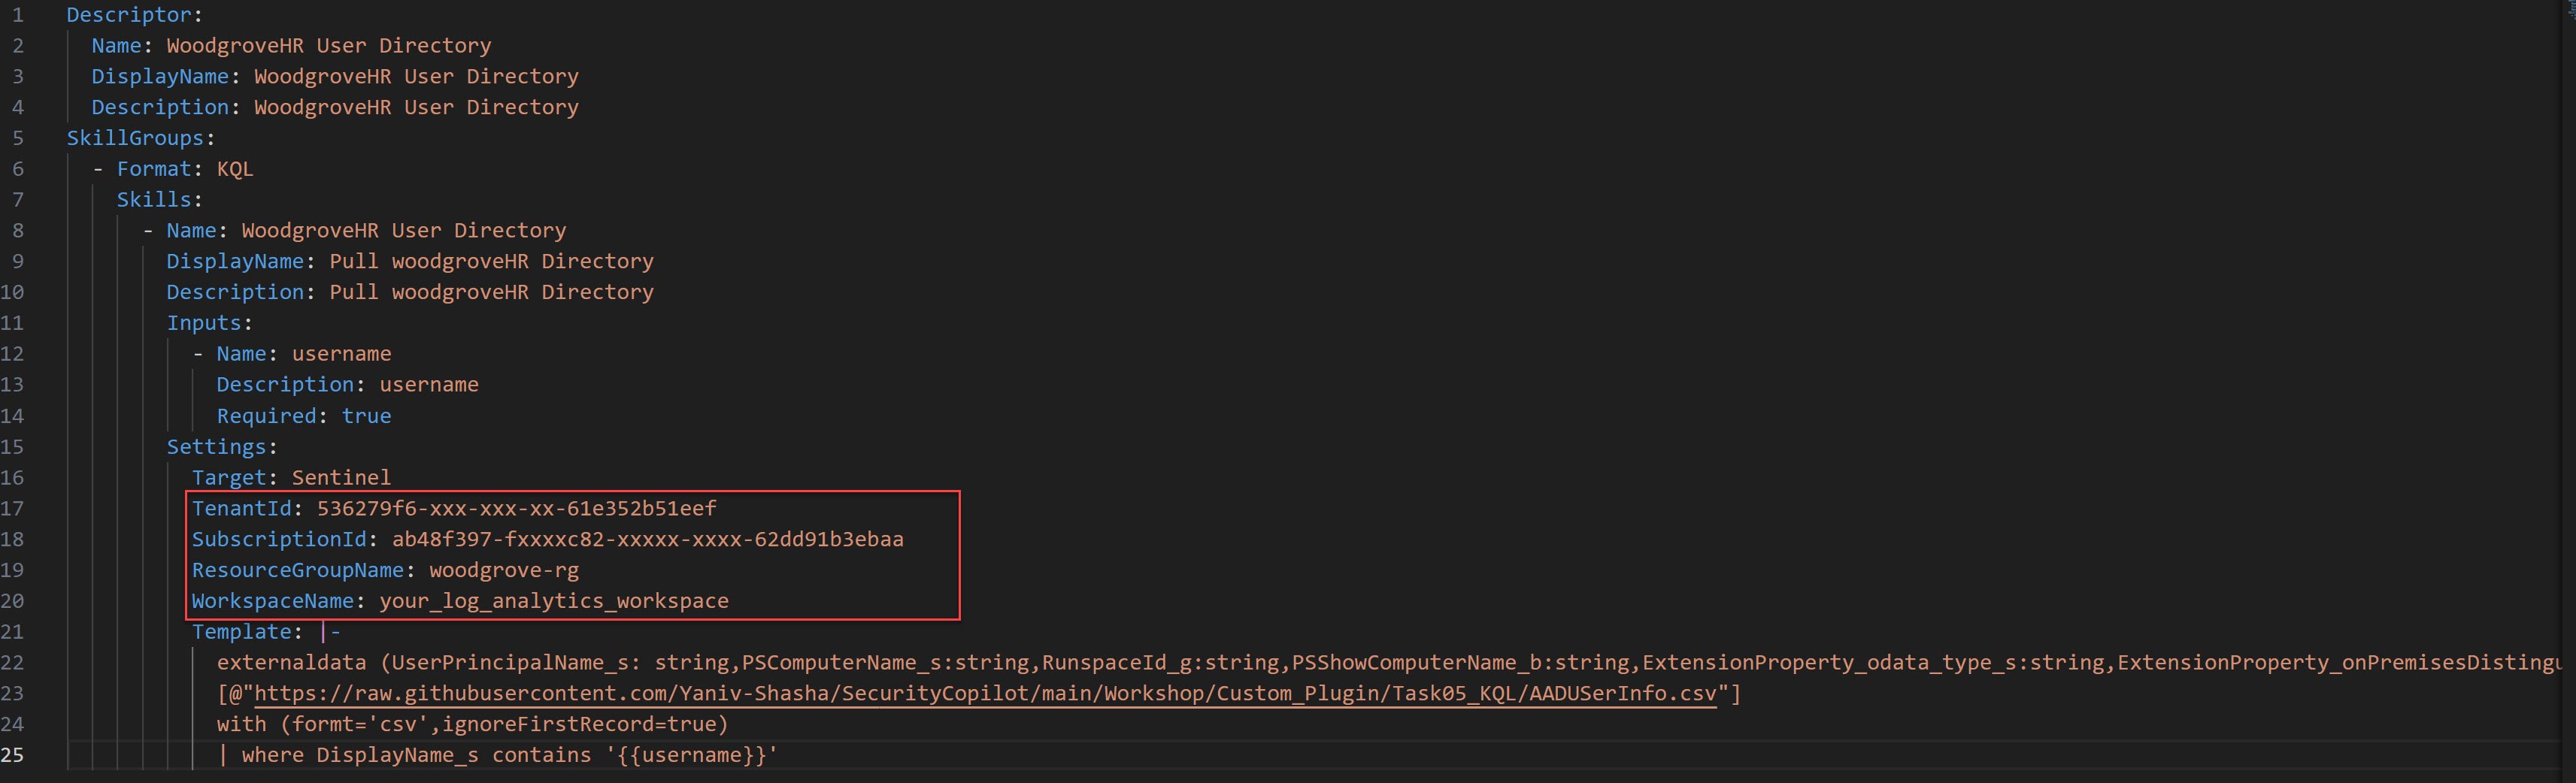 1 Descriptor:
2 Name: WoodgroveHR User Directory
3 DisplayName: WoodgroveHR User Directory
4 Description: WoodgroveHR User Directory
5 SkillGroups:
6 - Format: KQL
7 Skills:
8 - Name: WoodgroveHR User Directory
9 DisplayName: Pull woodgroveHR Directory
10 Description: Pull woodgroveHR Directory
11 Inputs:
12 - Name: username
13 Description: username
14 Required: true
15 Settings:
16 Target: Sentinel
17 TenantId: 536279f6-xxx-xxx-xx-61e352b51eef
18 SubscriptionId: ab48f397-fxxxxc82-xxxxx-xxxx-62dd91b3ebaa
19 ResourceGroupName: woodgrove-rg
20 WorkspaceName: your_log_analytics_workspace
21 Template: |-
22 externaldata (UserPrincipalName_s: string,PSComputerName_s:string,RunspaceId_g:string,PSShowComputerName_b:string,ExtensionProperty_odata_type_s:string,ExtensionProperty_onPremisesDistingu
23 [@"https://raw.githubusercontent.com/Yaniv-Shasha/SecurityCopilot/main/Workshop/Custom_Plugin/Task05_KQL/AADUSerInfo.csv"]
24 with (formt='csv',ignoreFirstRecord=true)
25 | where DisplayName_s contains '{{username}}'